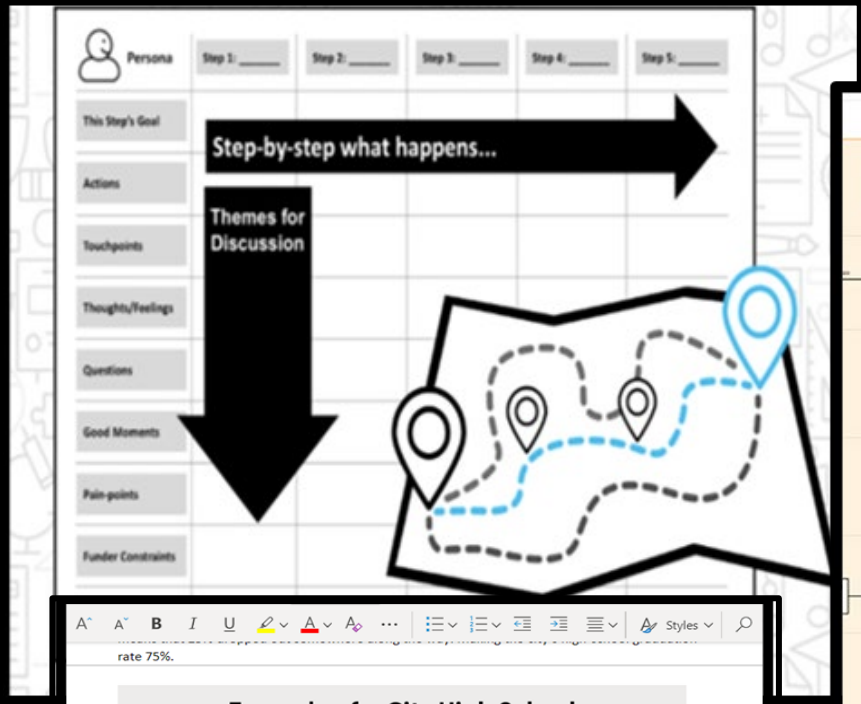 Persona
Step 1: ______
Step 2: ______
Step 3: ______
Step 4: ______
Step 5: ______
This Step's Goal
Step-by-step what happens...
Actions
Themes for
Discussion
Touchpoints
Thoughts/Feelings
Questions
Good Moments
Pain-points
Funder Constraints
B I U A Styles
rate 75%.